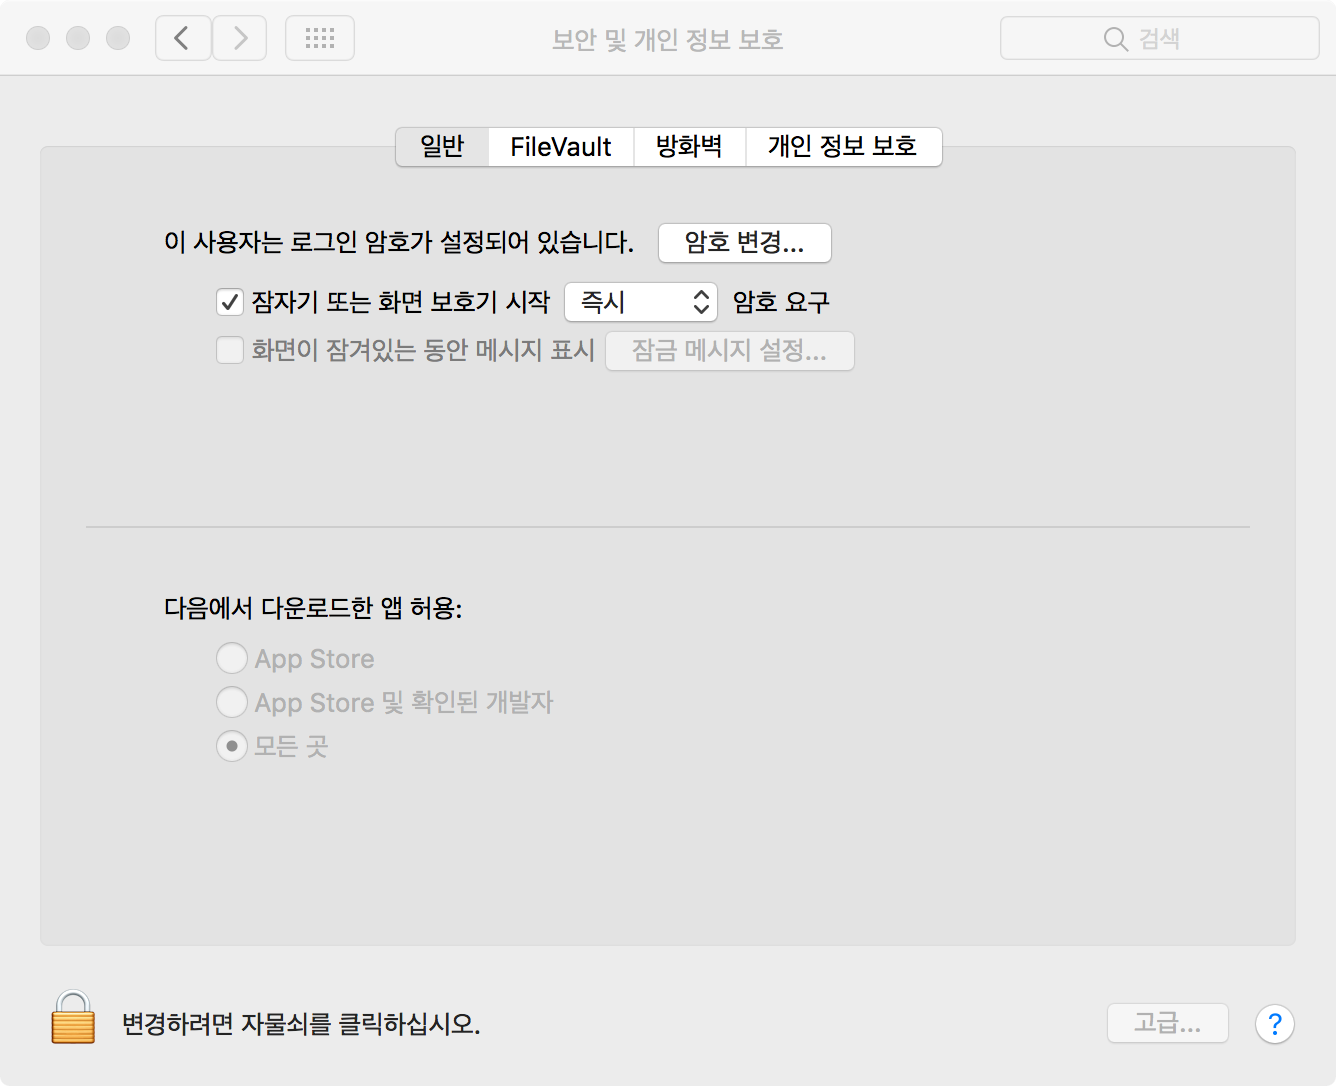 보안 및 개인 정보 보호
검색
일반 FileVault 방화벽 개인 정보 보호
이 사용자는 로그인 암호가 설정되어 있습니다. 암호 변경...
잠자기 또는 화면 보호기 시작 즉시 암호 요구
화면이 잠겨있는 동안 메시지 표시 잠금 메시지 설정...
다음에서 다운로드한 앱 허용:
App Store
App Store 및 확인된 개발자
모든 곳
변경하려면 자물쇠를 클릭하십시오.
고급...
?